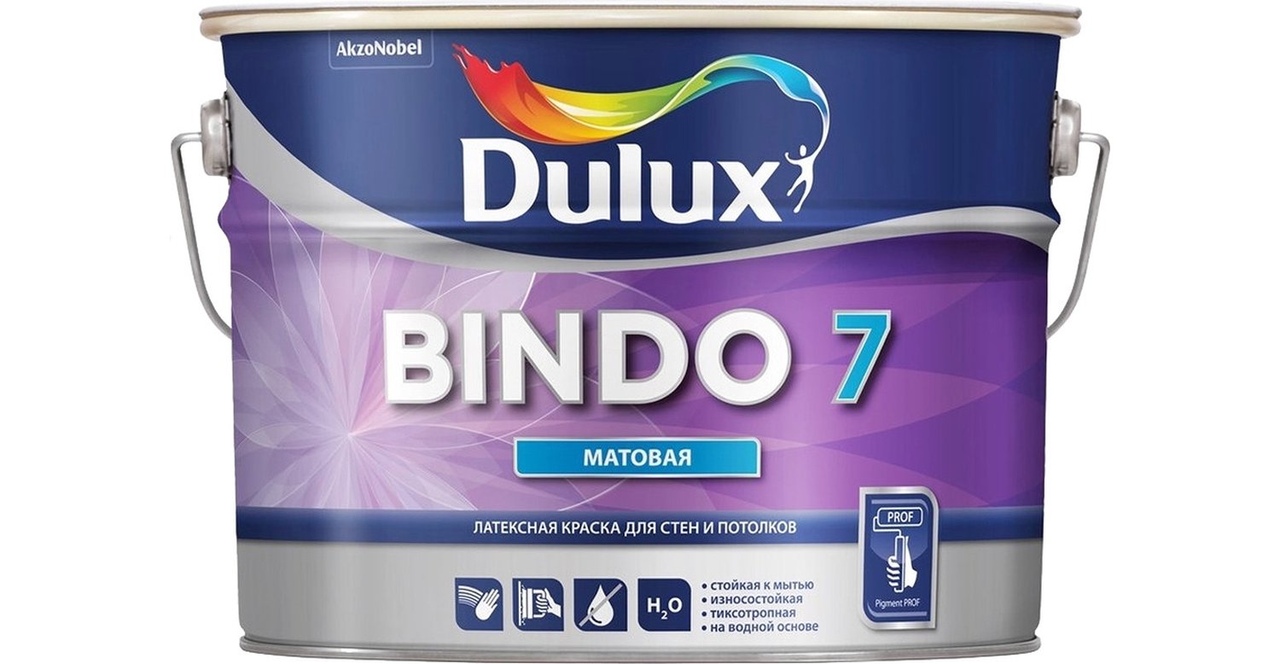 AkzoNobel
Dulux
BINDO 7
МАТОВАЯ
ЛАТЕКСНАЯ КРАСКА ДЛЯ СТЕН И ПОТОЛКОВ
PROF
Pigment PROF
H₂O
• стойкая к мытью
• износостойкая
• тиксотропная
• на водной основе